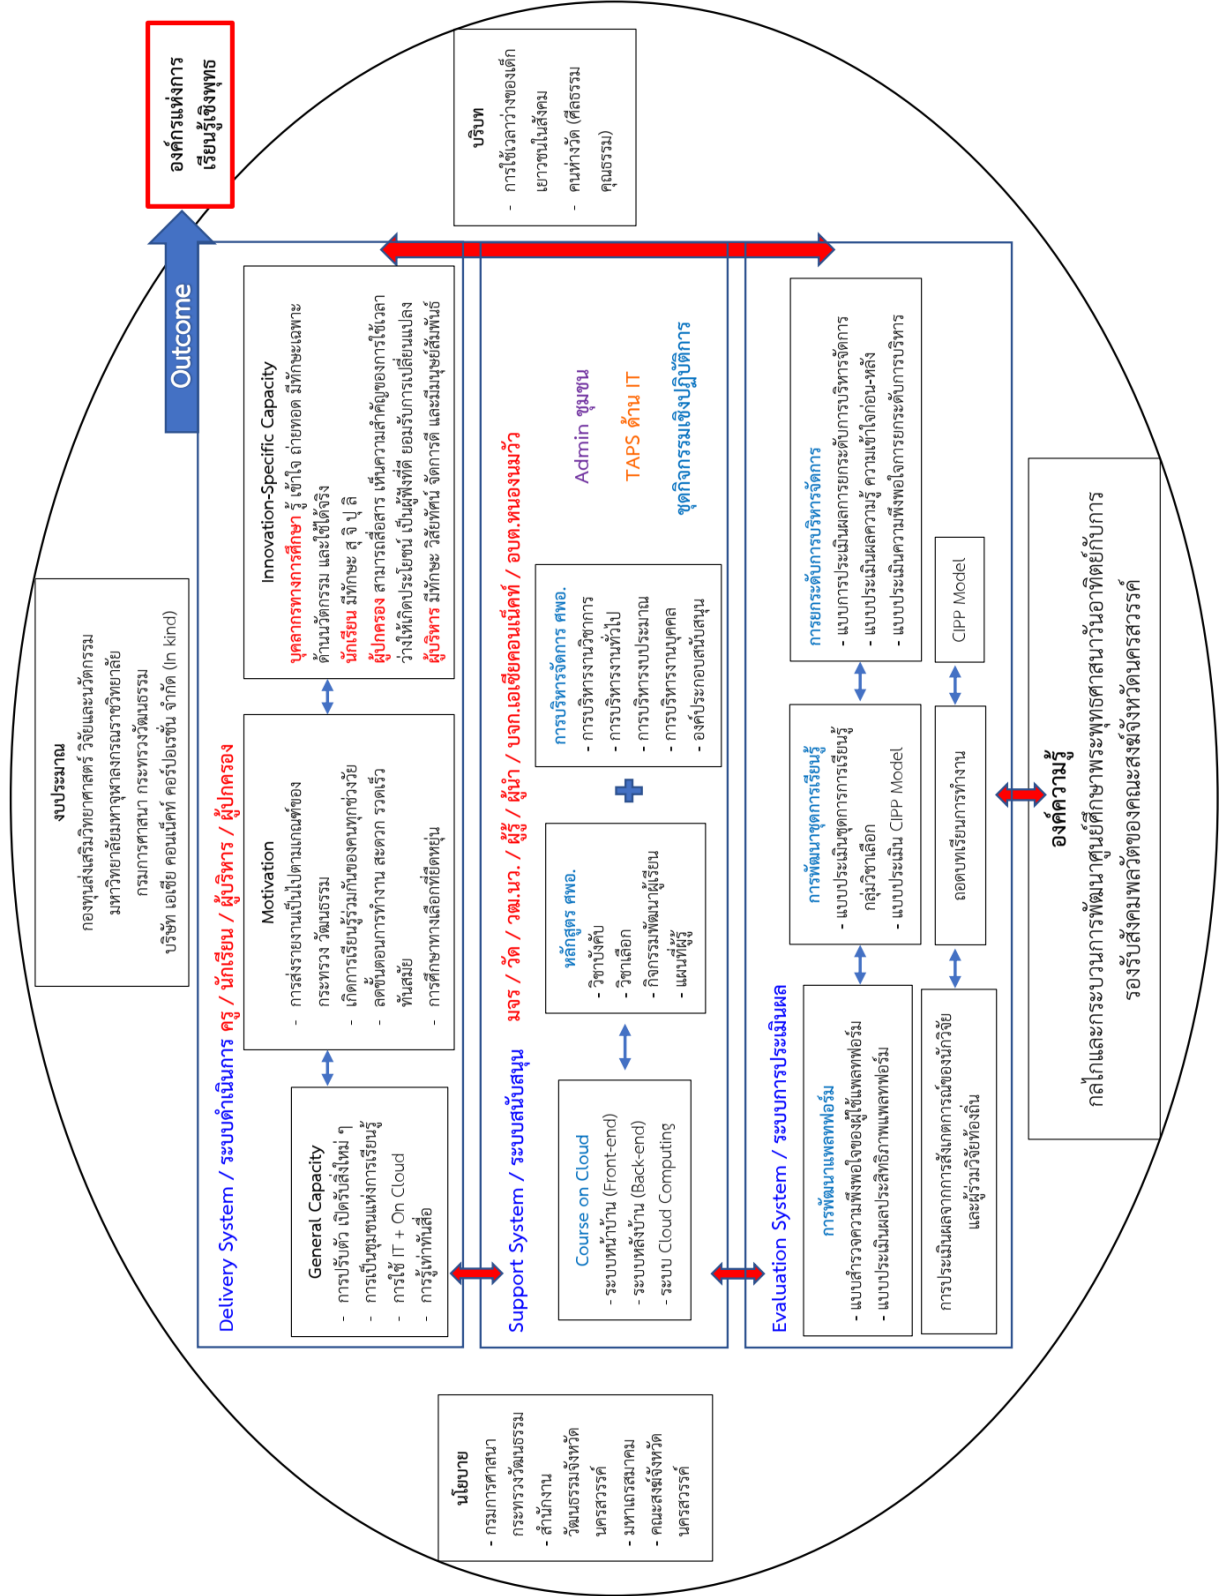 งบประมาณ
กองทุนส่งเสริมวิทยาศาสตร์ วิจัยและนวัตกรรม
มหาวิทยาลัยมหาจุฬาลงกรณราชวิทยาลัย
กรมการศาสนา กระทรวงวัฒนธรรม
บริษัท เอเชีย คอนเน็คท์ คอร์ปอเรชั่น จำกัด (In kind)
องค์กรแห่งการ
เรียนรู้เชิงพุทธ
Outcome
นโยบาย
- กรมการศาสนา
กระทรวงวัฒนธรรม
- สำนักงาน
วัฒนธรรมจังหวัด
นครสวรรค์
- มหาเถรสมาคม
- คณะสงฆ์จังหวัด
นครสวรรค์
Delivery System / ระบบดำเนินการ ครู / นักเรียน / ผู้บริหาร / ผู้ปกครอง
General Capacity
- การปรับตัว เปิดรับสิ่งใหม่ ๆ
- การเป็นชุมชนแห่งการเรียนรู้
- การใช้ IT + On Cloud
- การรู้เท่าทันสื่อ
Motivation
- การส่งรายงานเป็นไปตามเกณฑ์ของ
กระทรวง วัฒนธรรม
- เกิดการเรียนรู้ร่วมกันของคนทุกช่วงวัย
- ลดขั้นตอนการทำงาน สะดวก รวดเร็ว
ทันสมัย
- การศึกษาทางเลือกที่ยืดหยุ่น
Innovation-Specific Capacity
บุคลากรทางการศึกษา รู้ เข้าใจ ถ่ายทอด มีทักษะเฉพาะ
ด้านนวัตกรรม และใช้ได้จริง
นักเรียน มีทักษะ สุ จิ ปุ ลิ
ผู้ปกครอง สามารถสื่อสาร เห็นความสำคัญของการใช้เวลา
ว่างให้เกิดประโยชน์ เป็นผู้ฟังที่ดี ยอมรับการเปลี่ยนแปลง
ผู้บริหาร มีทักษะ วิสัยทัศน์ จัดการดี และมีมนุษย์สัมพันธ์
บริบท
- การใช้เวลาว่างของเด็ก
เยาวชนในสังคม
- คนห่างวัด (ศีลธรรม
คุณธรรม)
Support System / ระบบสนับสนุน มจร / วัด / วฒ.นว. / ผู้รู้ / ผู้นำ / บจก.เอเชียคอนเน็คท์ / อบต.หนองนมวัว
Course on Cloud
- ระบบหน้าบ้าน (Front-end)
- ระบบหลังบ้าน (Back-end)
- ระบบ Cloud Computing
หลักสูตร ศพอ.
- วิชาบังคับ
- วิชาเลือก
- กิจกรรมพัฒนาผู้เรียน
- แผนที่ผู้รู้
การบริหารจัดการ ศพอ.
- การบริหารงานวิชาการ
- การบริหารงานทั่วไป
- การบริหารงบประมาณ
- การบริหารงานบุคคล
- องค์ประกอบสนับสนุน
Admin ชุมชน
TAPS ด้าน IT
ชุดกิจกรรมเชิงปฏิบัติการ
Evaluation System / ระบบการประเมินผล
การพัฒนาแพลทฟอร์ม
- แบบสำรวจความพึงพอใจของผู้ใช้แพลทฟอร์ม
- แบบประเมินผลประสิทธิภาพแพลทฟอร์ม
การพัฒนาชุดการเรียนรู้
- แบบประเมินชุดการการเรียนรู้
กลุ่มวิชาเลือก
- แบบประเมิน CIPP Model
การยกระดับการบริหารจัดการ
- แบบการประเมินผลการยกระดับการบริหารจัดการ
- แบบประเมินผลความรู้ ความเข้าใจก่อน-หลัง
- แบบประเมินความพึงพอใจการยกระดับการบริหาร
การประเมินผลจากการสังเกตการณ์ของนักวิจัย
และผู้ร่วมวิจัยท้องถิ่น
ถอดบทเรียนการทำงาน
CIPP Model
องค์ความรู้
กลไกและกระบวนการพัฒนาศูนย์ศึกษาพระพุทธศาสนาวันอาทิตย์กับการ
รองรับสังคมพลวัตของคณะสงฆ์จังหวัดนครสวรรค์